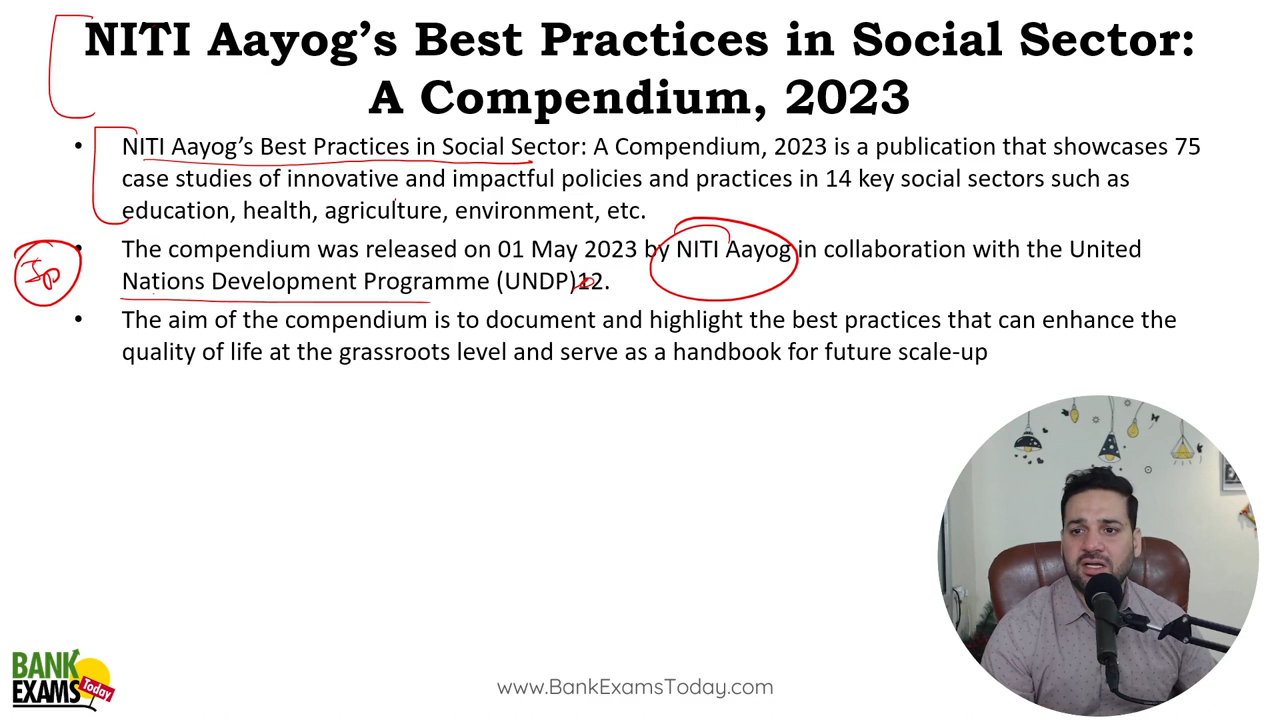 NITI Aayog’s Best Practices in Social Sector:
A Compendium, 2023
• NITI Aayog’s Best Practices in Social Sector: A Compendium, 2023 is a publication that showcases 75
case studies of innovative and impactful policies and practices in 14 key social sectors such as
education, health, agriculture, environment, etc.
• The compendium was released on 01 May 2023 by NITI Aayog in collaboration with the United
Nations Development Programme (UNDP)12.
• The aim of the compendium is to document and highlight the best practices that can enhance the
quality of life at the grassroots level and serve as a handbook for future scale-up
BANK
EXAMS
Today
www.BankExamsToday.com